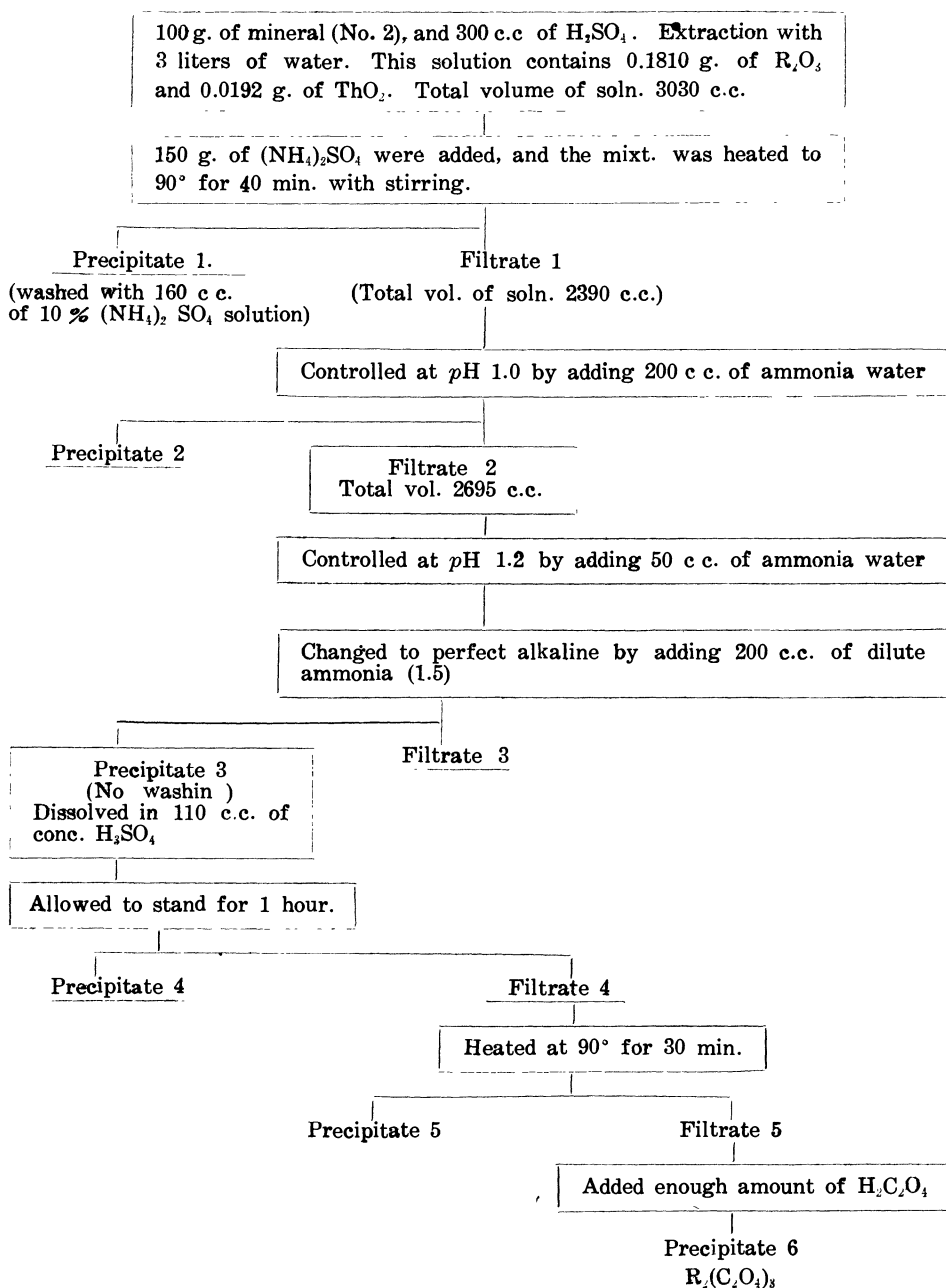 100 g. of mineral (No. 2), and 300 c.c of H₂SO₄. Extraction with
3 liters of water. This solution contains 0.1810 g. of R₂O₃
and 0.0192 g. of ThO₂. Total volume of soln. 3030 c.c.
150 g. of (NH₄)₂SO₄ were added, and the mixt. was heated to
90° for 40 min. with stirring.
Precipitate 1.
(washed with 160 c c.
of 10 % (NH₄)₂ SO₄ solution)
Filtrate 1
(Total vol. of soln. 2390 c.c.)
Controlled at pH 1.0 by adding 200 c c. of ammonia water
Precipitate 2
Filtrate 2
Total vol. 2695 c.c.
Controlled at pH 1.2 by adding 50 c c. of ammonia water
Changed to perfect alkaline by adding 200 c.c. of dilute
ammonia (1.5)
Precipitate 3
(No washin )
Dissolved in 110 c.c. of
conc. H₂SO₄
Filtrate 3
Allowed to stand for 1 hour.
Precipitate 4
Filtrate 4
Heated at 90° for 30 min.
Precipitate 5
Filtrate 5
Added enough amount of H₂C₂O₄
Precipitate 6
R₂(C₂O₄)₃